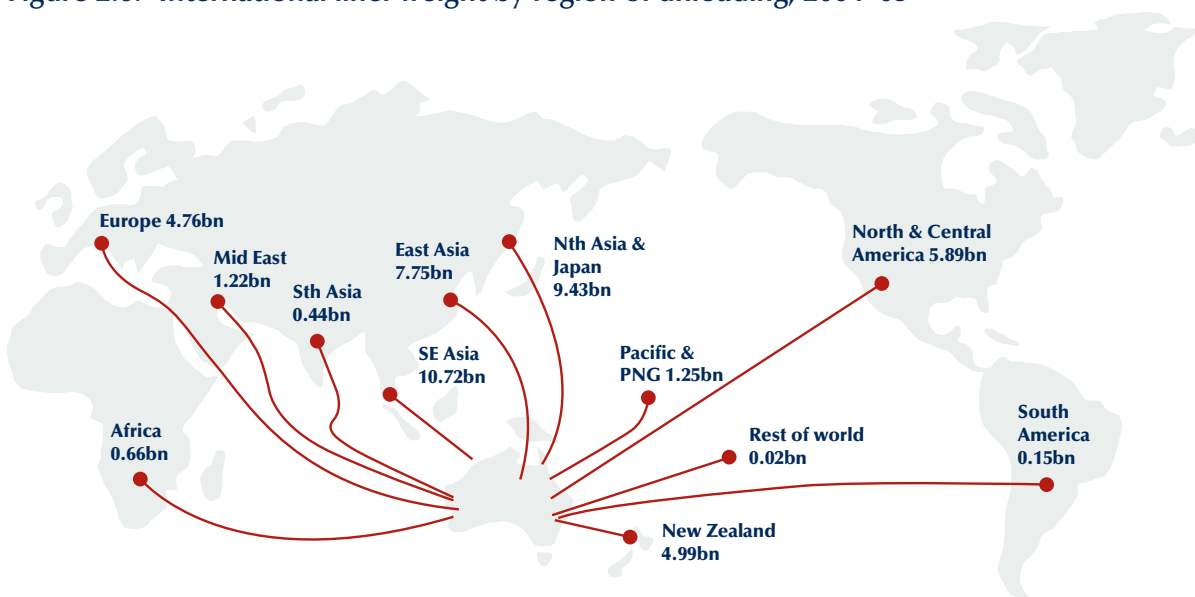 Europe 4.76bn
Mid East
1.22bn
Sth Asia
0.44bn
East Asia
7.75bn
Nth Asia &
Japan
9.43bn
North & Central
America 5.89bn
SE Asia
10.72bn
Pacific &
PNG 1.25bn
Africa
0.66bn
Rest of world
0.02bn
South
America
0.15bn
New Zealand
4.99bn